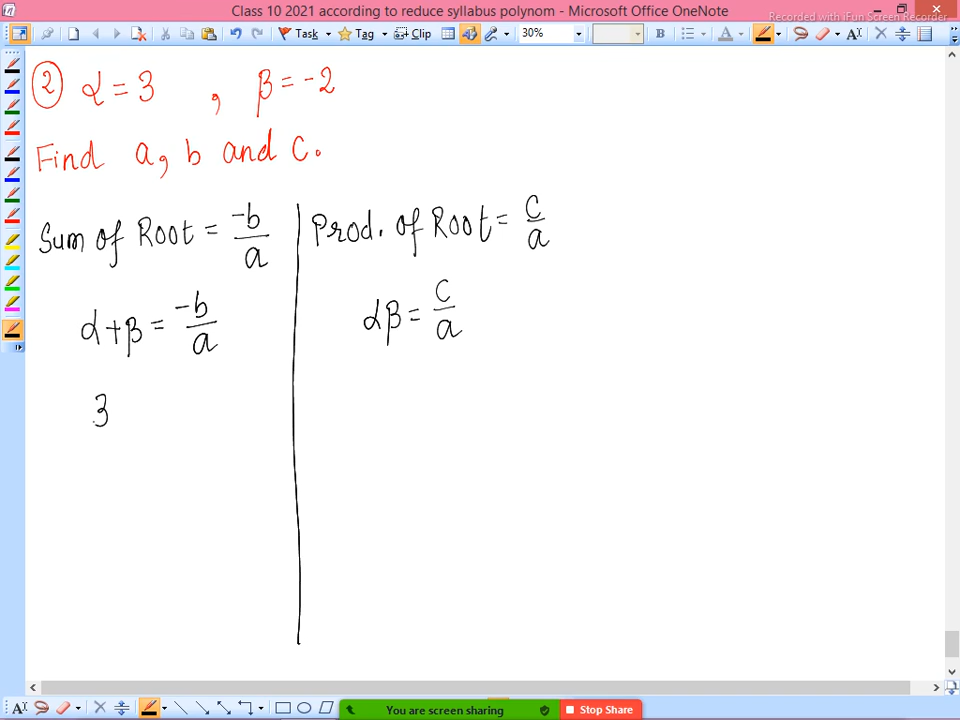 Class 10 2021 according to reduce syllabus polynom - Microsoft Office OneNote
Recorded with iFun Screen Recorder
Task Tag Clip 30% B A
② α = 3 , β = -2
Find a, b and c.
Sum of Root = -b/a
α+β = -b/a
3
Prod. of Root = c/a
αβ = c/a
You are screen sharing Stop Share